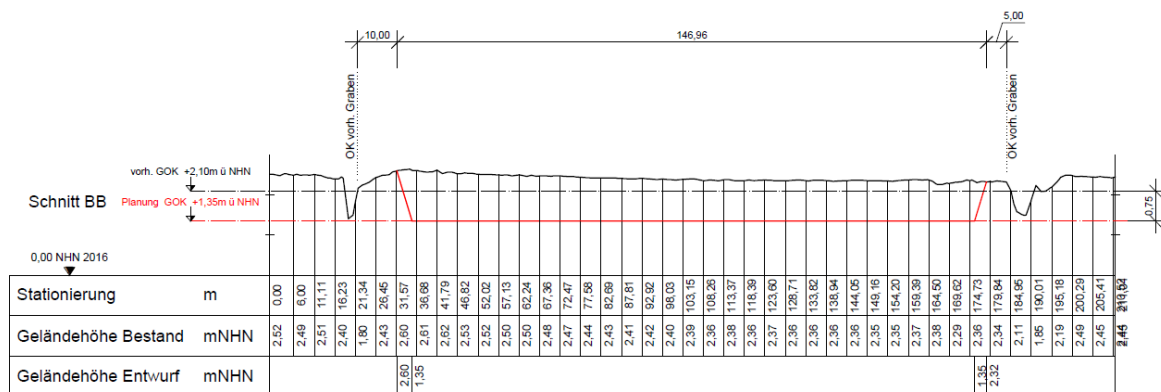 5,00
10,00
146,96
OK vorh. Graben
OK vorh. Graben
vorh. GOK +2,10m ü NHN
Schnitt BB
Planung GOK +1,35m ü NHN
0,75
0,00 NHN 2016
Stationierung m 0,00 6,00 11,11 16,23 21,34 26,45 31,57 36,68 41,79 46,82 52,02 57,13 62,24 67,36 72,47 77,58 82,69 87,81 92,92 98,03 103,15 108,26 113,37 118,39 123,60 128,71 133,82 138,94 144,05 149,16 154,20 159,39 164,50 169,62 174,73 179,84 184,95 190,01 195,18 200,29 205,41
Geländehöhe Bestand mNHN 2,52 2,49 2,51 2,40 1,80 2,43 2,60 2,61 2,62 2,53 2,52 2,50 2,50 2,48 2,47 2,44 2,43 2,41 2,42 2,40 2,39 2,36 2,38 2,36 2,37 2,36 2,36 2,36 2,36 2,35 2,35 2,37 2,38 2,29 2,36 2,34 2,11 1,85 2,19 2,49 2,45
Geländehöhe Entwurf mNHN 2,60 1,35 1,35 2,32